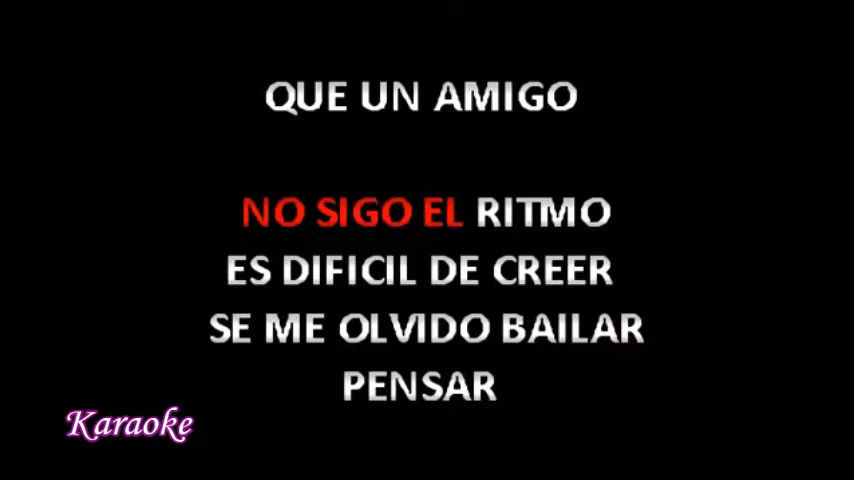 QUE UN AMIGO
NO SIGO EL RITMO
ES DIFICIL DE CREER
SE ME OLVIDO BAILAR
PENSAR
Karaoke